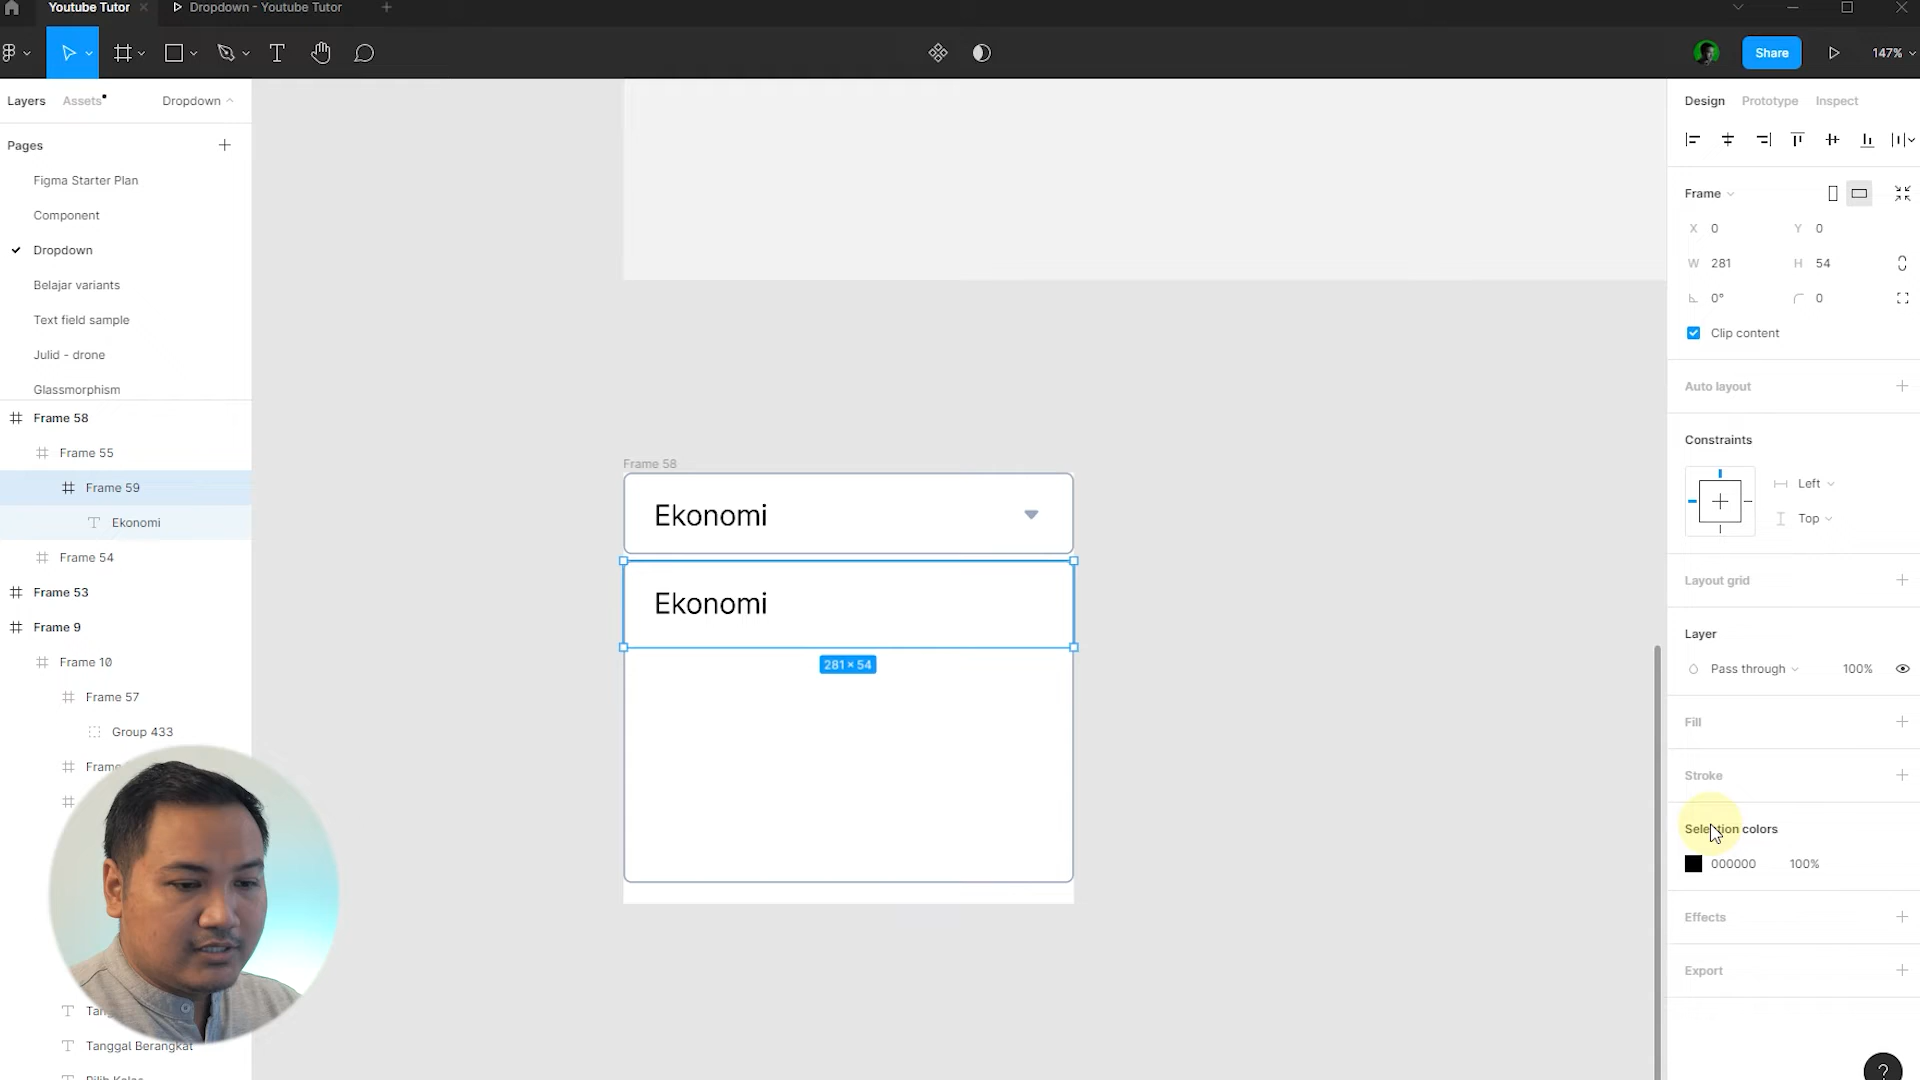 Youtube Tutor
Dropdown - Youtube Tutor
Share
147%
Layers
Assets
Dropdown
Pages
Figma Starter Plan
Component
Dropdown
Belajar variants
Text field sample
Julid - drone
Glassmorphism
Frame 58
Frame 55
Frame 59
Ekonomi
Frame 54
Frame 53
Frame 9
Frame 10
Frame 57
Group 433
Tanggal Berangkat
Frame 58
Ekonomi
Ekonomi
281 × 54
Design
Prototype
Inspect
Frame
X 0
Y 0
W 281
H 54
0°
0
Clip content
Auto layout
Constraints
Left
Top
Layout grid
Layer
Pass through
100%
Fill
Stroke
Selection colors
000000
100%
Effects
Export
?